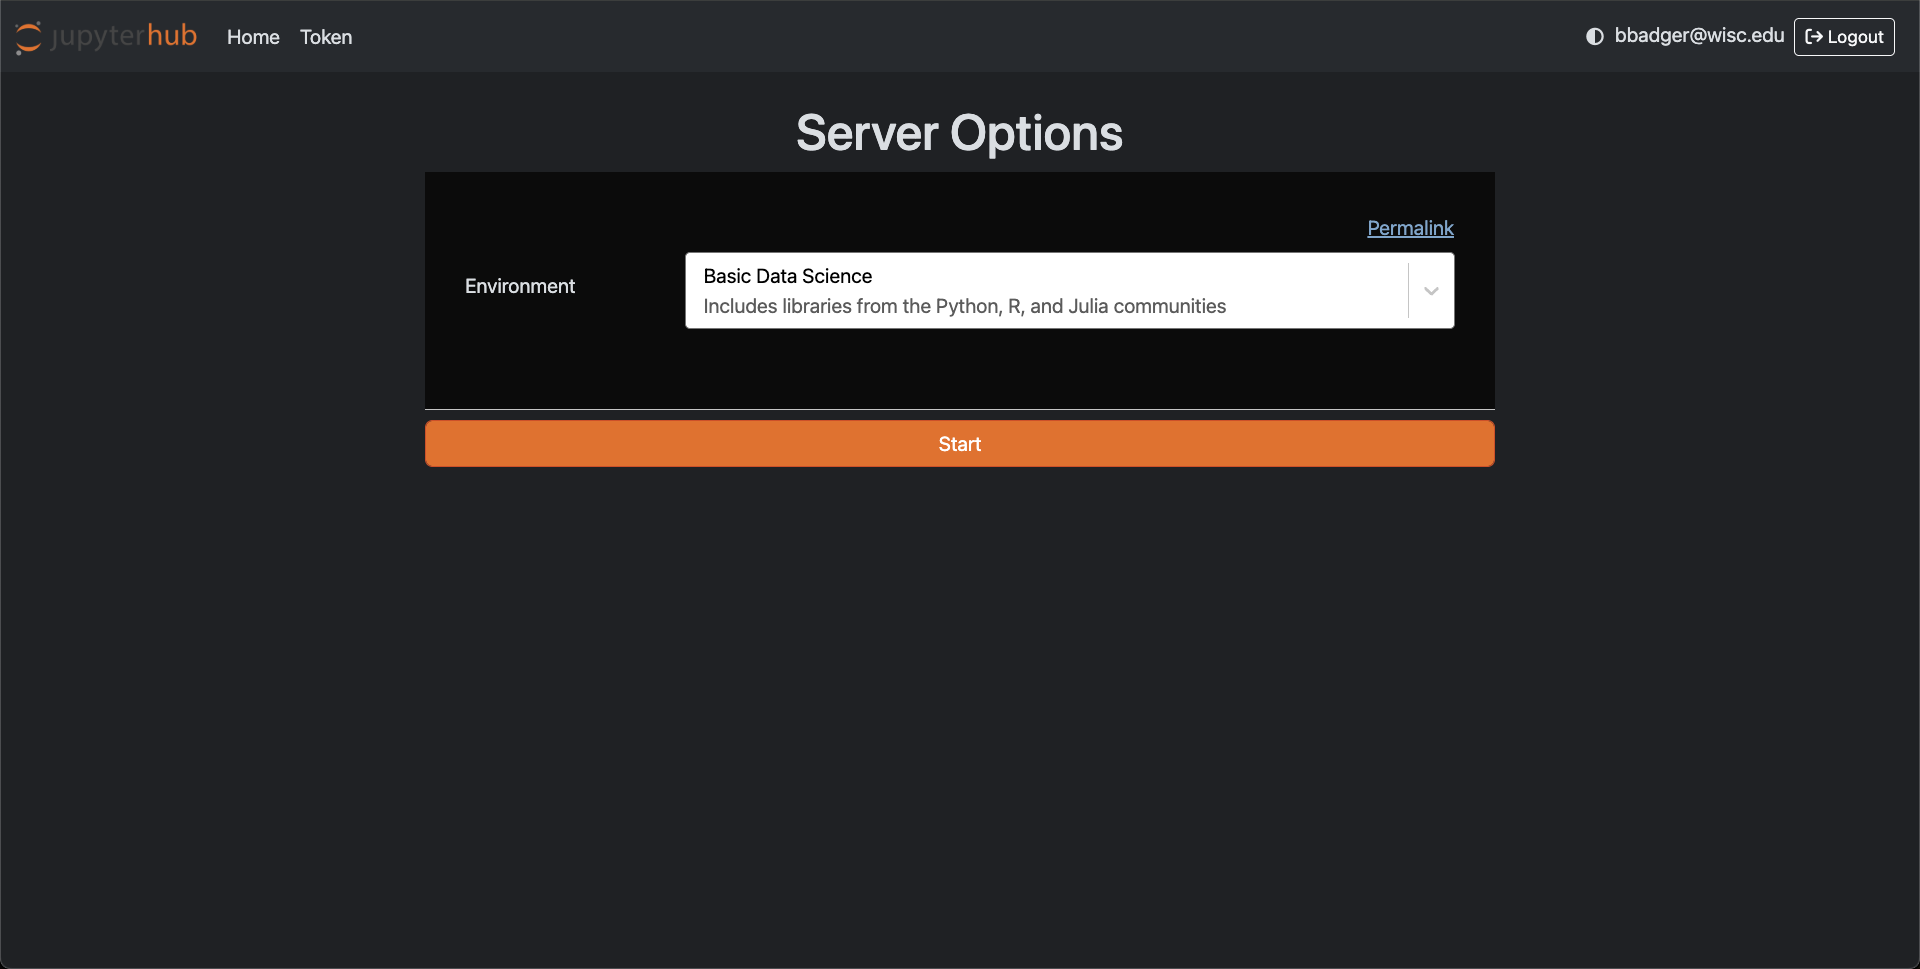 jupyterhub Home Token bbadger@wisc.edu Logout
Server Options
Permalink
Environment
Basic Data Science
Includes libraries from the Python, R, and Julia communities
Start